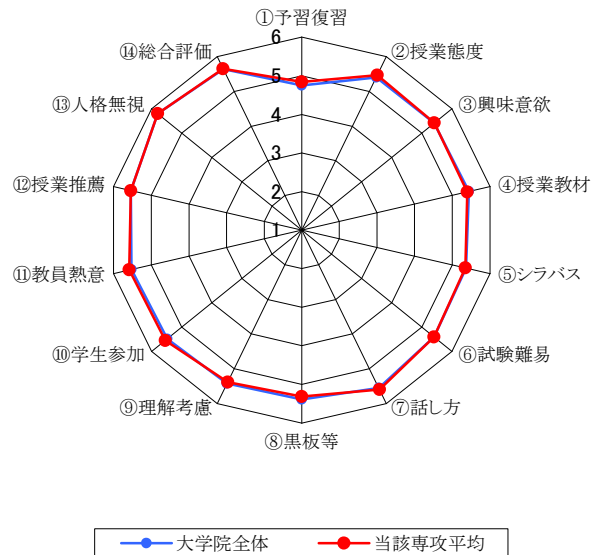 ①予習復習
6
⑭総合評価
②授業態度
5
⑬人格無視
③興味意欲
4
3
⑫授業推薦
④授業教材
2
1
⑪教員熱意
⑤シラバス
⑩学生参加
⑥試験難易
⑨理解考慮
⑦話し方
⑧黒板等
大学院全体
当該専攻平均